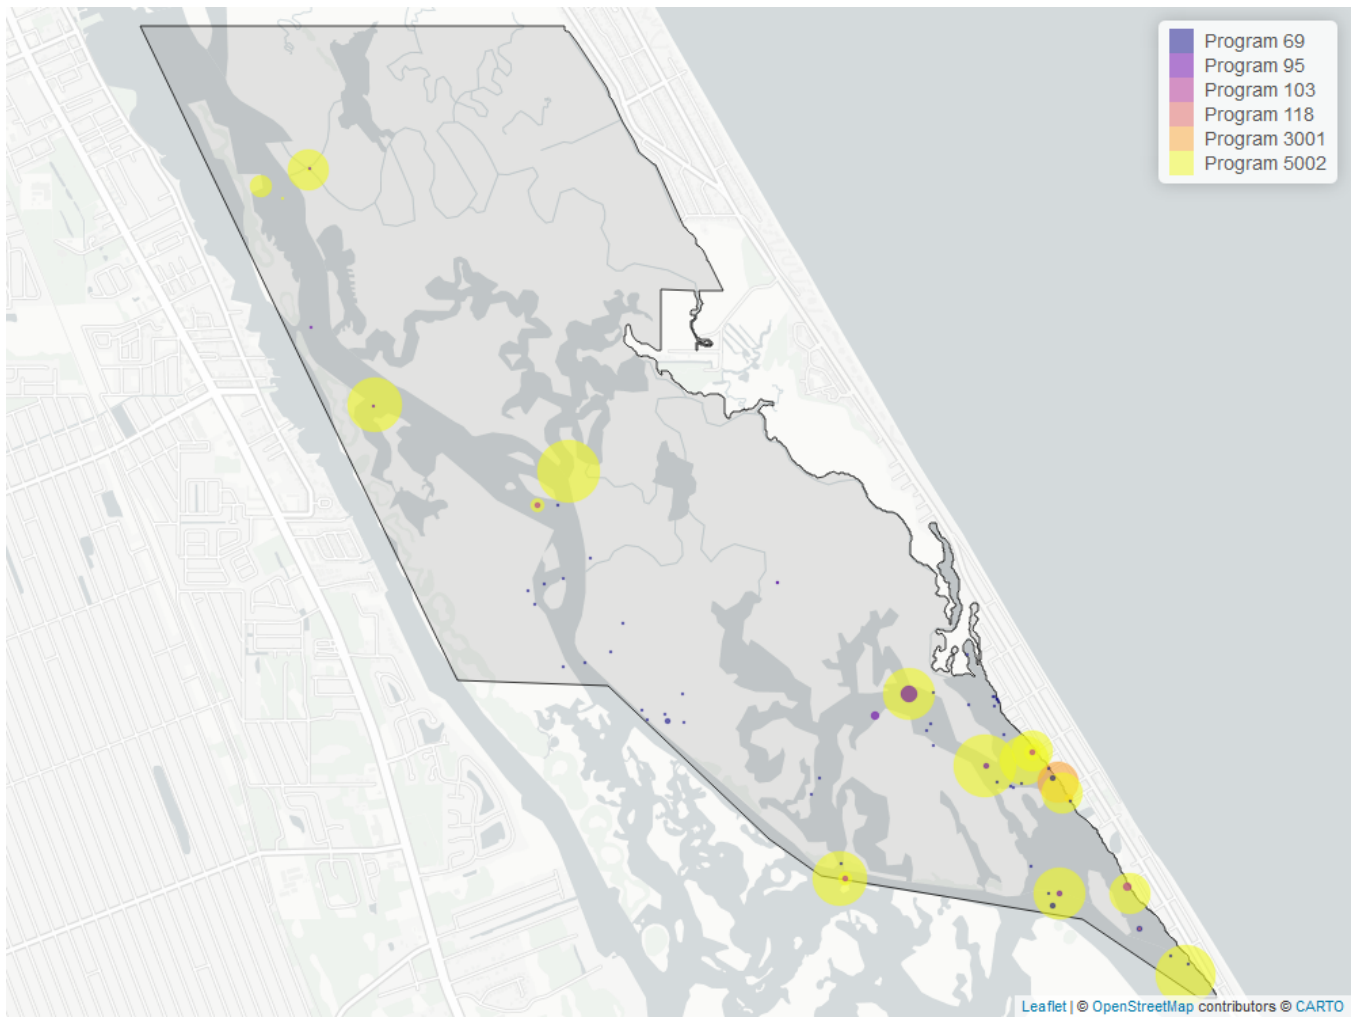 Program 69
Program 95
Program 103
Program 118
Program 3001
Program 5002
Leaflet | © OpenStreetMap contributors © CARTO